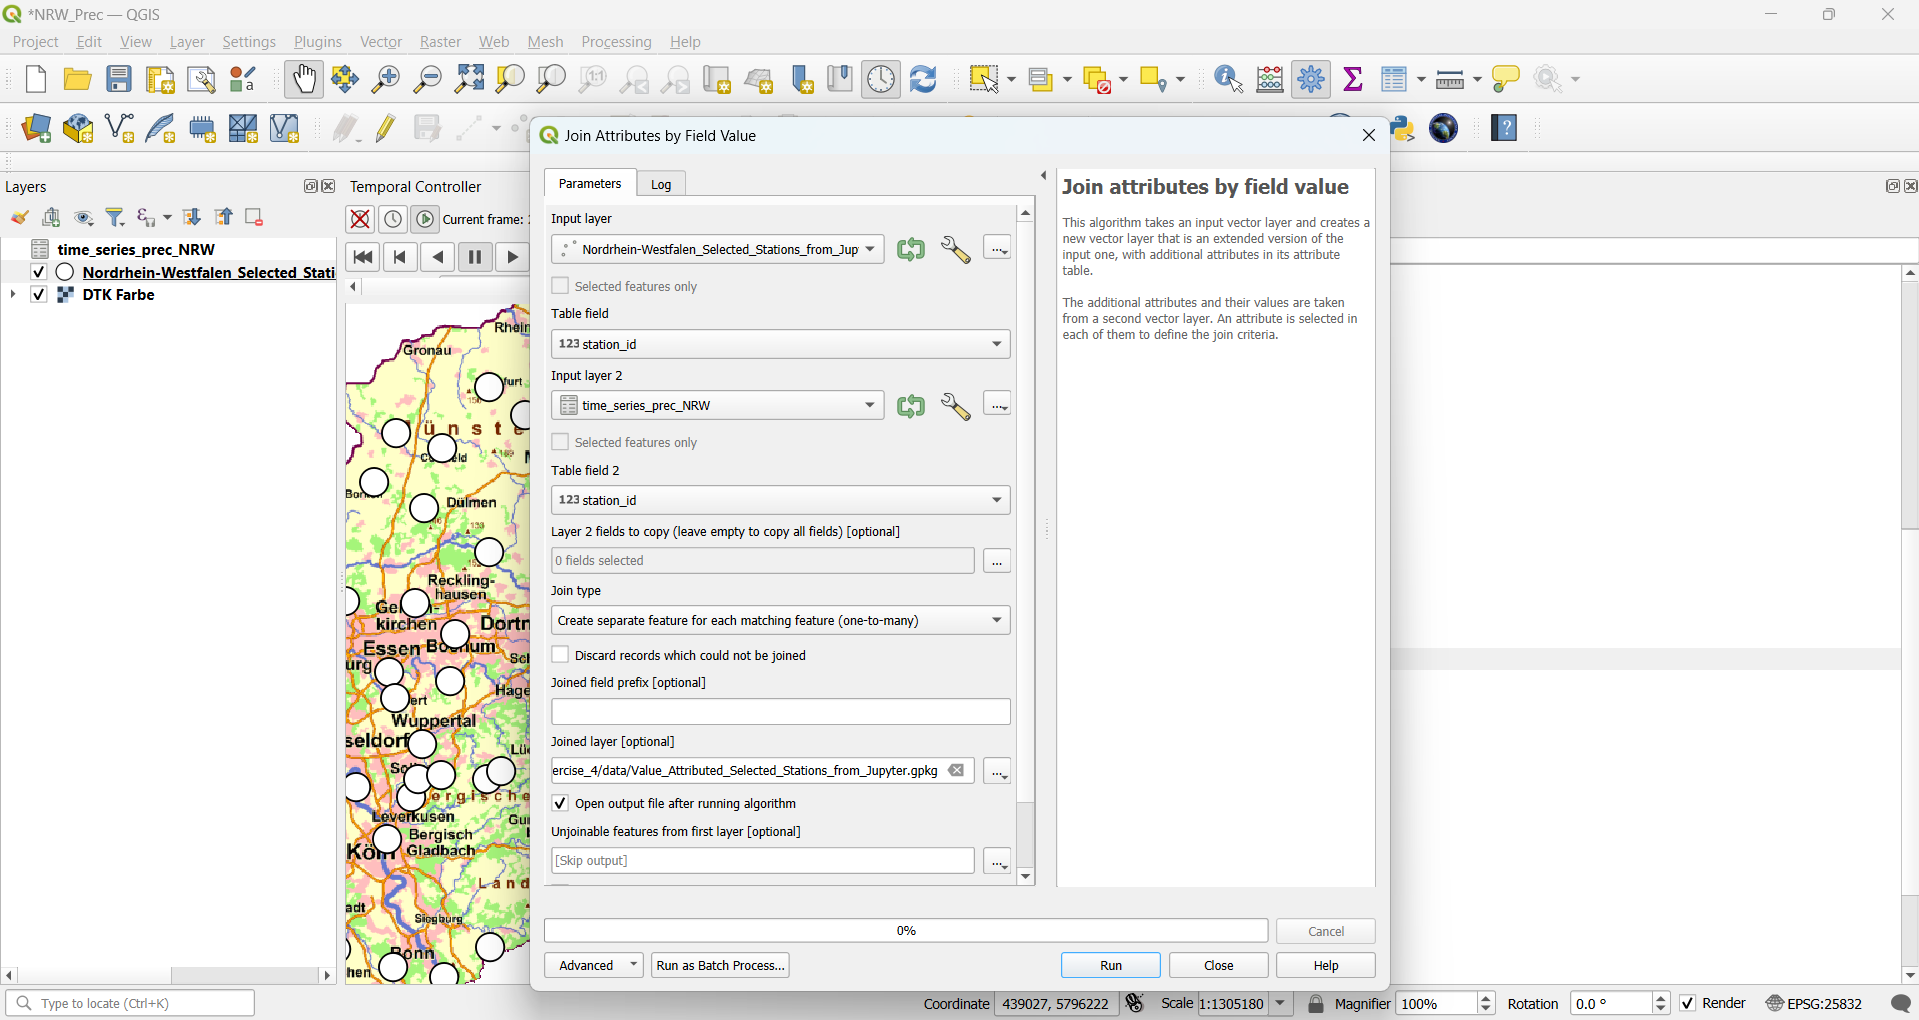 *NRW_Prec — QGIS
Project Edit View Layer Settings Plugins Vector Raster Web Mesh Processing Help
Layers
Temporal Controller
Current frame:
time_series_prec_NRW
Nordrhein-Westfalen_Selected_Stati
DTK Farbe
Join Attributes by Field Value
Parameters
Log
Input layer
Nordrhein-Westfalen_Selected_Stations_from_Jup
Selected features only
Table field
123 station_id
Input layer 2
time_series_prec_NRW
Selected features only
Table field 2
123 station_id
Layer 2 fields to copy (leave empty to copy all fields) [optional]
0 fields selected
...
Join type
Create separate feature for each matching feature (one-to-many)
Discard records which could not be joined
Joined field prefix [optional]
Joined layer [optional]
ercise_4/data/Value_Attributed_Selected_Stations_from_Jupyter.gpkg
Open output file after running algorithm
Unjoinable features from first layer [optional]
[Skip output]
0%
Cancel
Advanced
Run as Batch Process...
Run
Close
Help
Join attributes by field value
This algorithm takes an input vector layer and creates a
new vector layer that is an extended version of the
input one, with additional attributes in its attribute
table.
The additional attributes and their values are taken
from a second vector layer. An attribute is selected in
each of them to define the join criteria.
Rhein
Gronau
ünste
Dülmen
Reckling-
hausen
kirchen
Dortm
Essen
Hage
Wuppertal
seldorf
Leverkusen
Bergisch
Gladbach
Köln
Land
Siegburg
Bonn
Type to locate (Ctrl+K)
Coordinate 439027, 5796222
Scale 1:1305180
Magnifier 100%
Rotation 0.0 °
Render
EPSG:25832